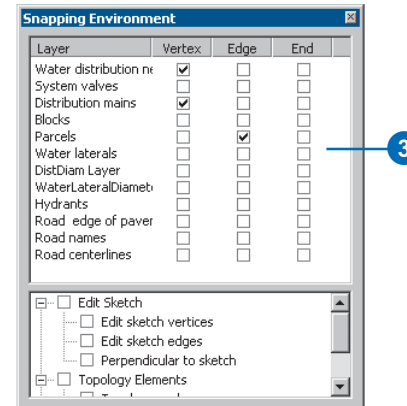 Snapping Environment
Layer Vertex Edge End
Water distribution ne
System valves
Distribution mains
Blocks
Parcels
Water laterals
DistDiam Layer
WaterLateralDiamet
Hydrants
Road edge of paver
Road names
Road centerlines
3
Edit Sketch
Edit sketch vertices
Edit sketch edges
Perpendicular to sketch
Topology Elements